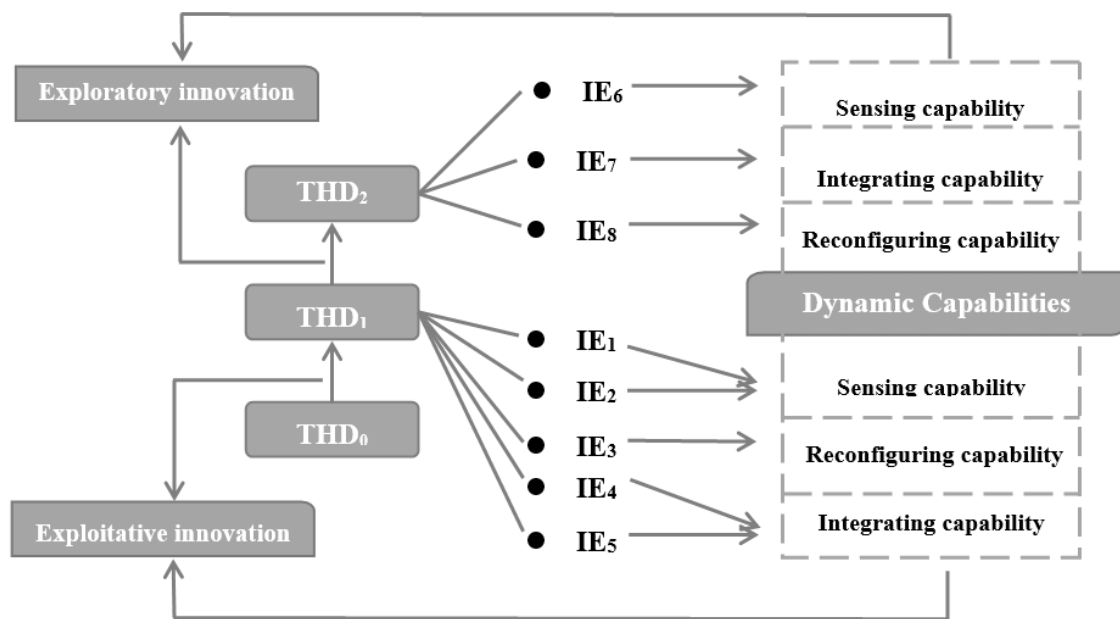 Exploratory innovation
IE₆
Sensing capability
IE₇
Integrating capability
THD₂
IE₈
Reconfiguring capability
Dynamic Capabilities
THD₁
IE₁
IE₂
Sensing capability
THD₀
IE₃
Reconfiguring capability
IE₄
Exploitative innovation
IE₅
Integrating capability